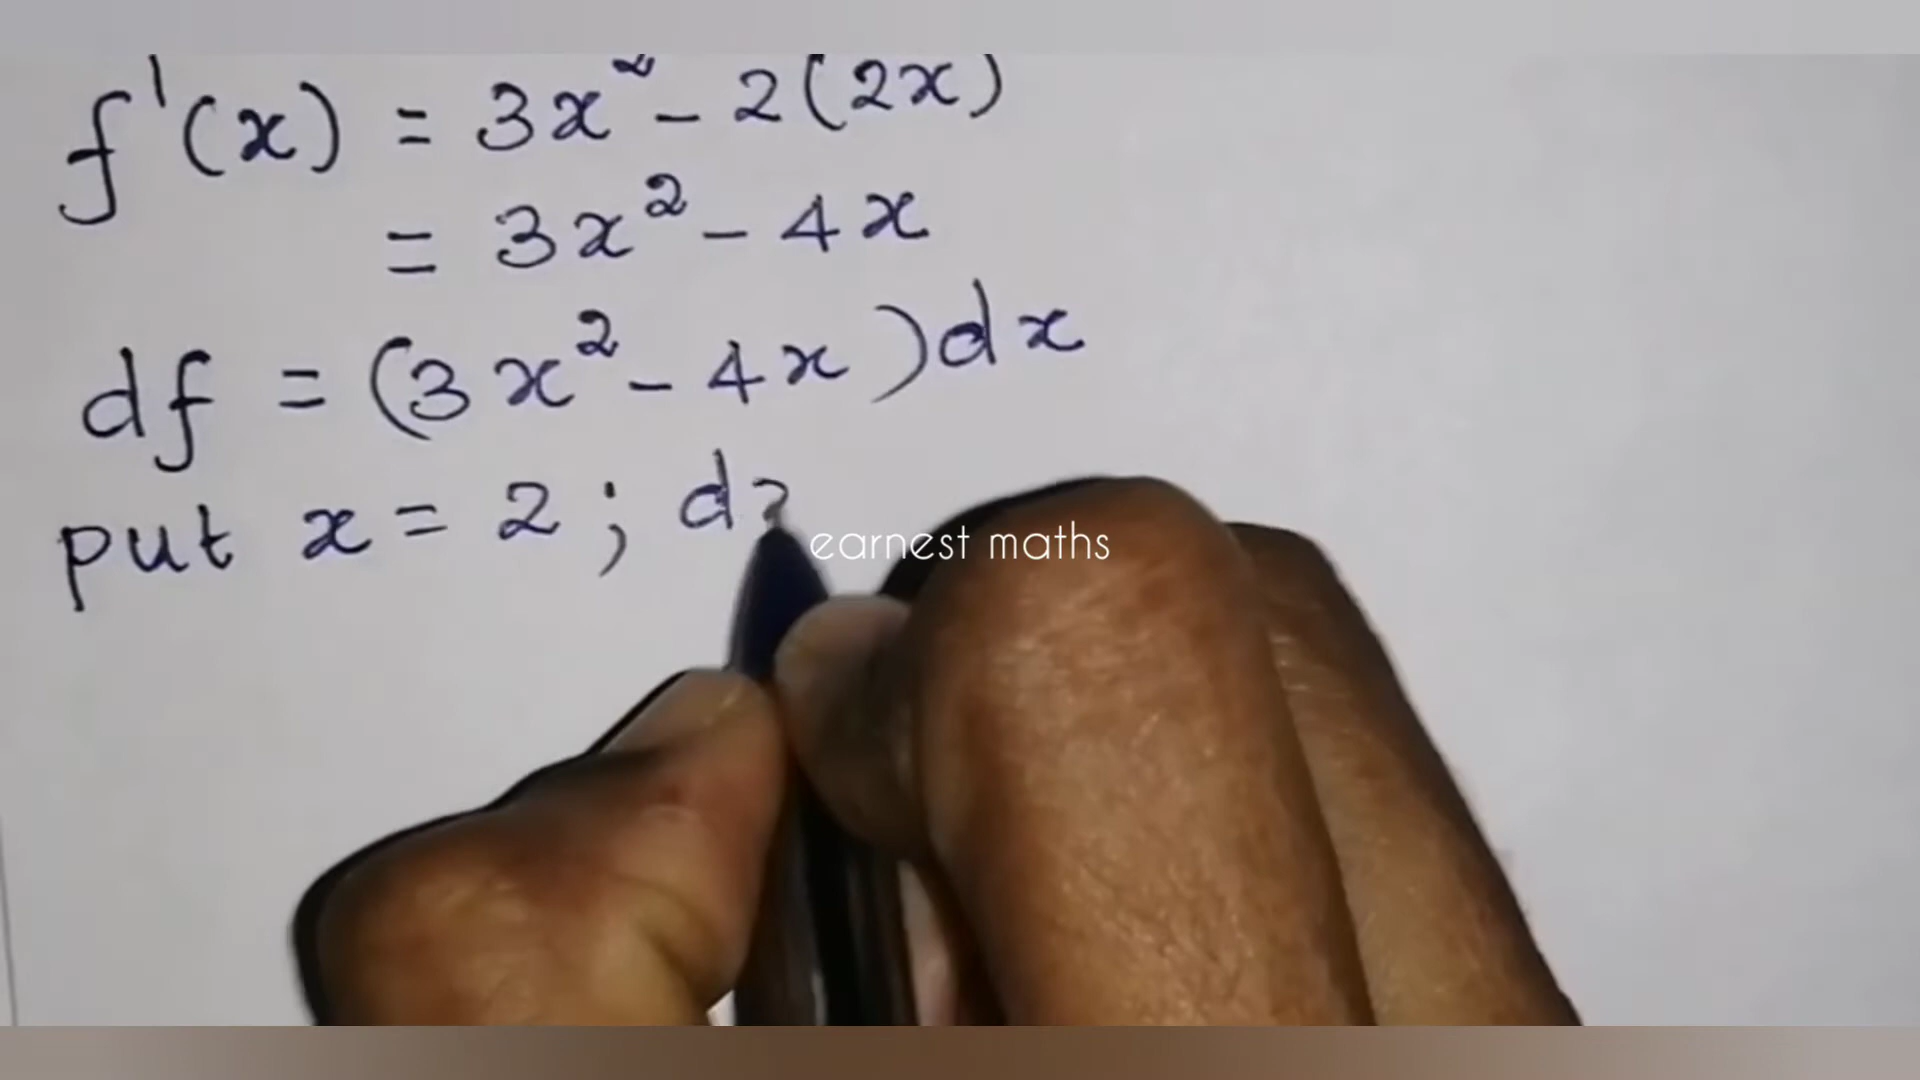 f'(x) = 3x² - 2(2x)
= 3x² - 4x
df = (3x² - 4x)dx
put x = 2 ; d
earnest maths